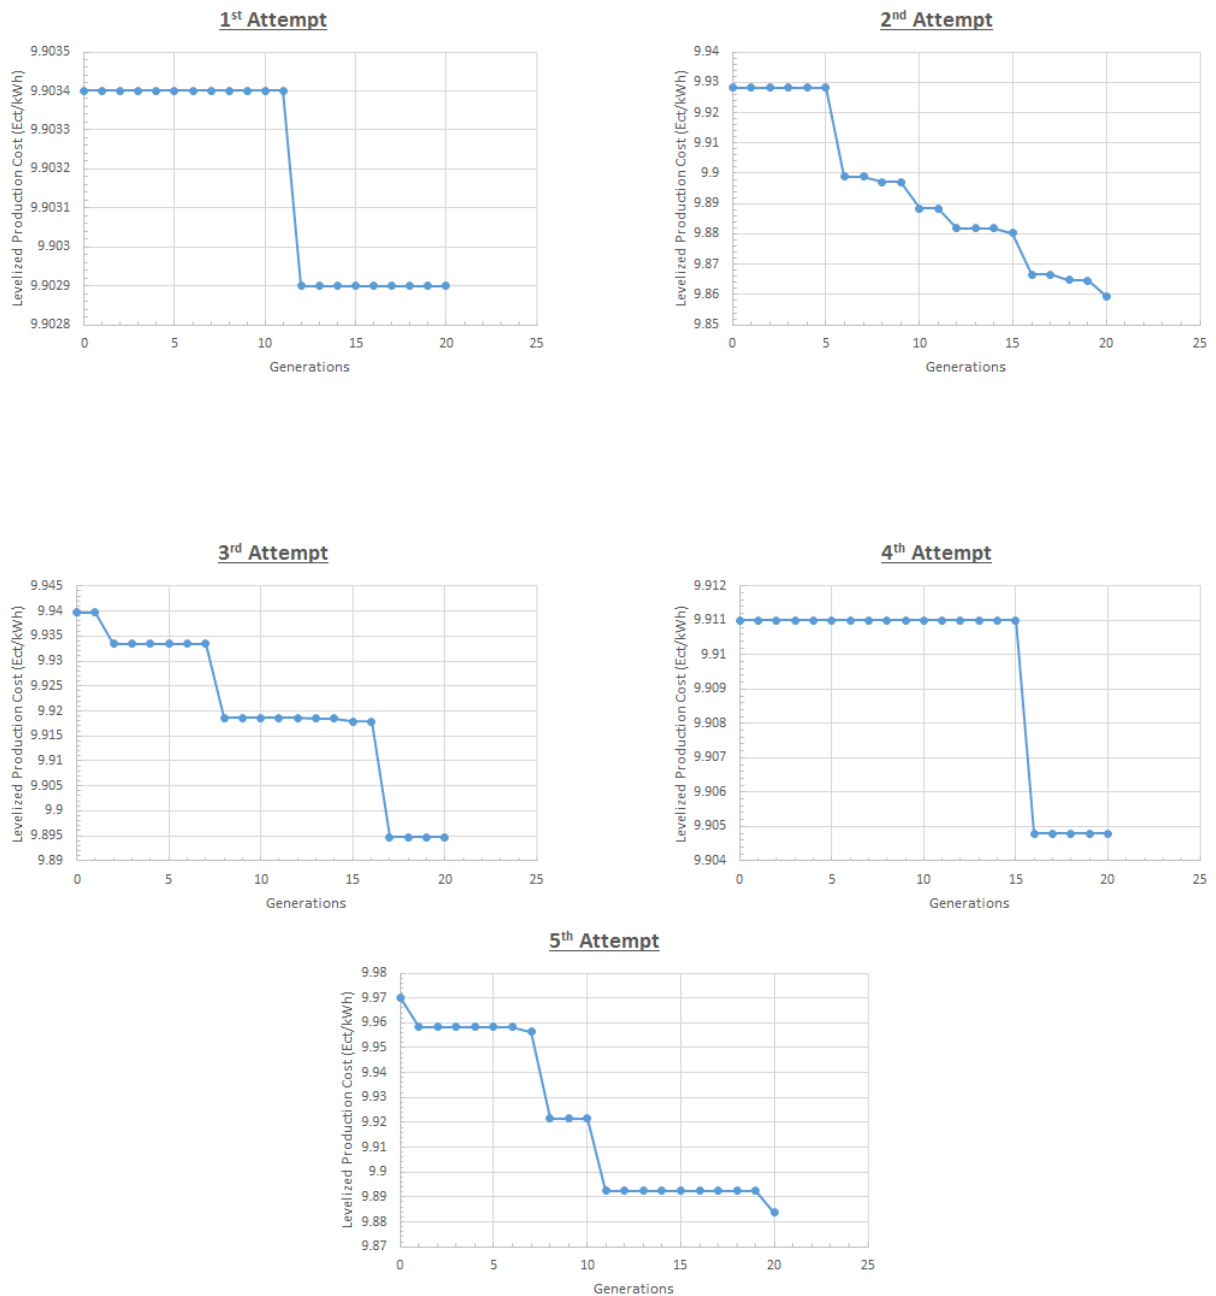 1st Attempt
Levelized Production Cost (Ect/kWh)
9.9035
9.9034
9.9033
9.9032
9.9031
9.903
9.9029
9.9028
0 5 10 15 20 25
Generations
2nd Attempt
Levelized Production Cost (Ect/kWh)
9.94
9.93
9.92
9.91
9.9
9.89
9.88
9.87
9.86
9.85
0 5 10 15 20 25
Generations
3rd Attempt
Levelized Production Cost (Ect/kWh)
9.945
9.94
9.935
9.93
9.925
9.92
9.915
9.91
9.905
9.9
9.895
9.89
0 5 10 15 20 25
Generations
4th Attempt
Levelized Production Cost (Ect/kWh)
9.912
9.911
9.91
9.909
9.908
9.907
9.906
9.905
9.904
0 5 10 15 20 25
Generations
5th Attempt
Levelized Production Cost (Ect/kWh)
9.98
9.97
9.96
9.95
9.94
9.93
9.92
9.91
9.9
9.89
9.88
9.87
0 5 10 15 20 25
Generations